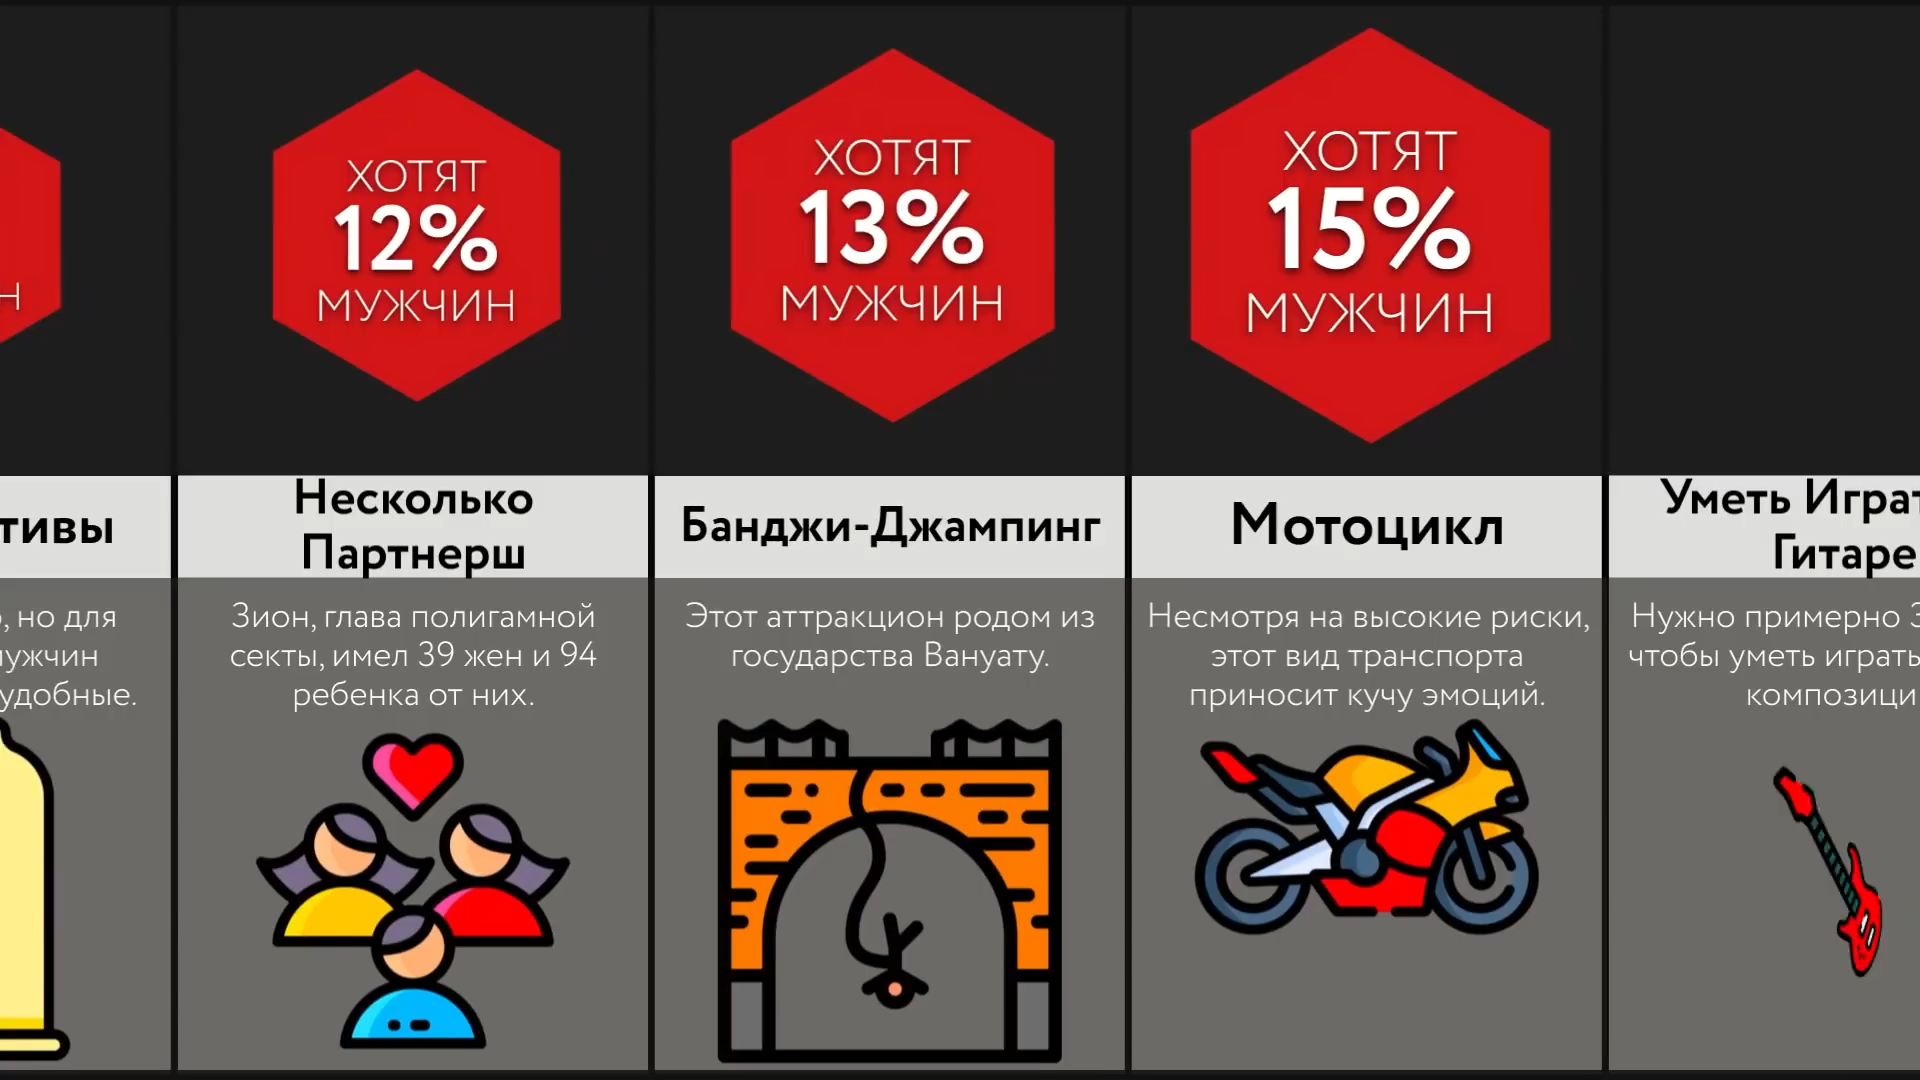 тивы
но для
мужчин
удобные.
ХОТЯТ
12%
МУЖЧИН
Несколько
Партнерш
Зион, глава полигамной
секты, имел 39 жен и 94
ребенка от них.
ХОТЯТ
13%
МУЖЧИН
Банджи-Джампинг
Этот аттракцион родом из
государства Вануату.
ХОТЯТ
15%
МУЖЧИН
Мотоцикл
Несмотря на высокие риски,
этот вид транспорта
приносит кучу эмоций.
Уметь Играт
Гитаре
Нужно примерно
чтобы уметь играть
композици